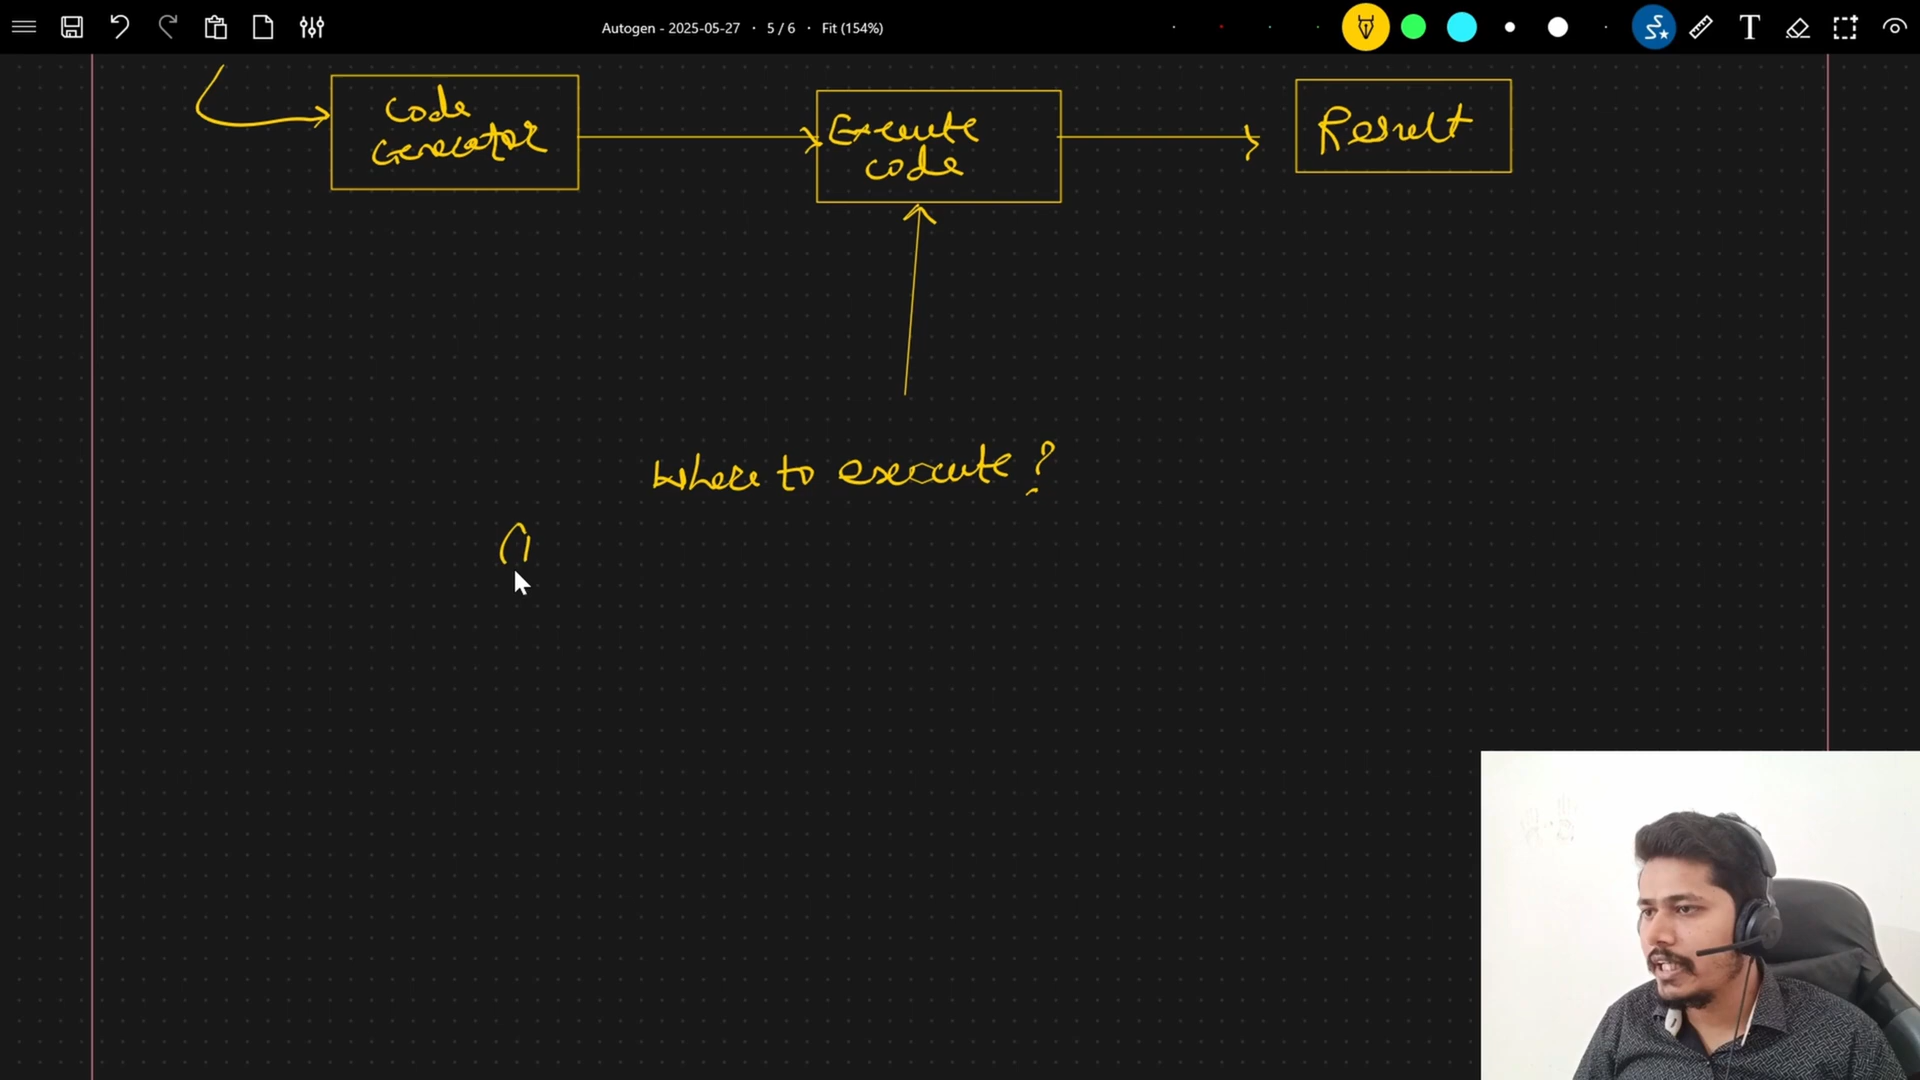 Autogen - 2025-05-27 · 5 / 6 · Fit (154%)
T
Code
Generator
Execute
code
Result
Where to execute?